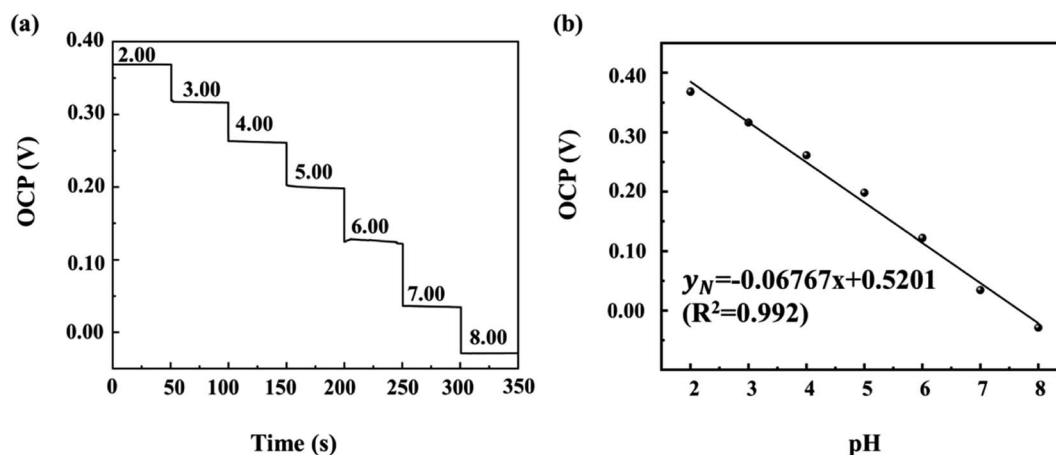 (a)
OCP (V)
0.40
0.30
0.20
0.10
0.00
2.00
3.00
4.00
5.00
6.00
7.00
8.00
0 50 100 150 200 250 300 350
Time (s)
(b)
OCP (V)
0.40
0.30
0.20
0.10
0.00
y_N=-0.06767x+0.5201
(R²=0.992)
2 3 4 5 6 7 8
pH